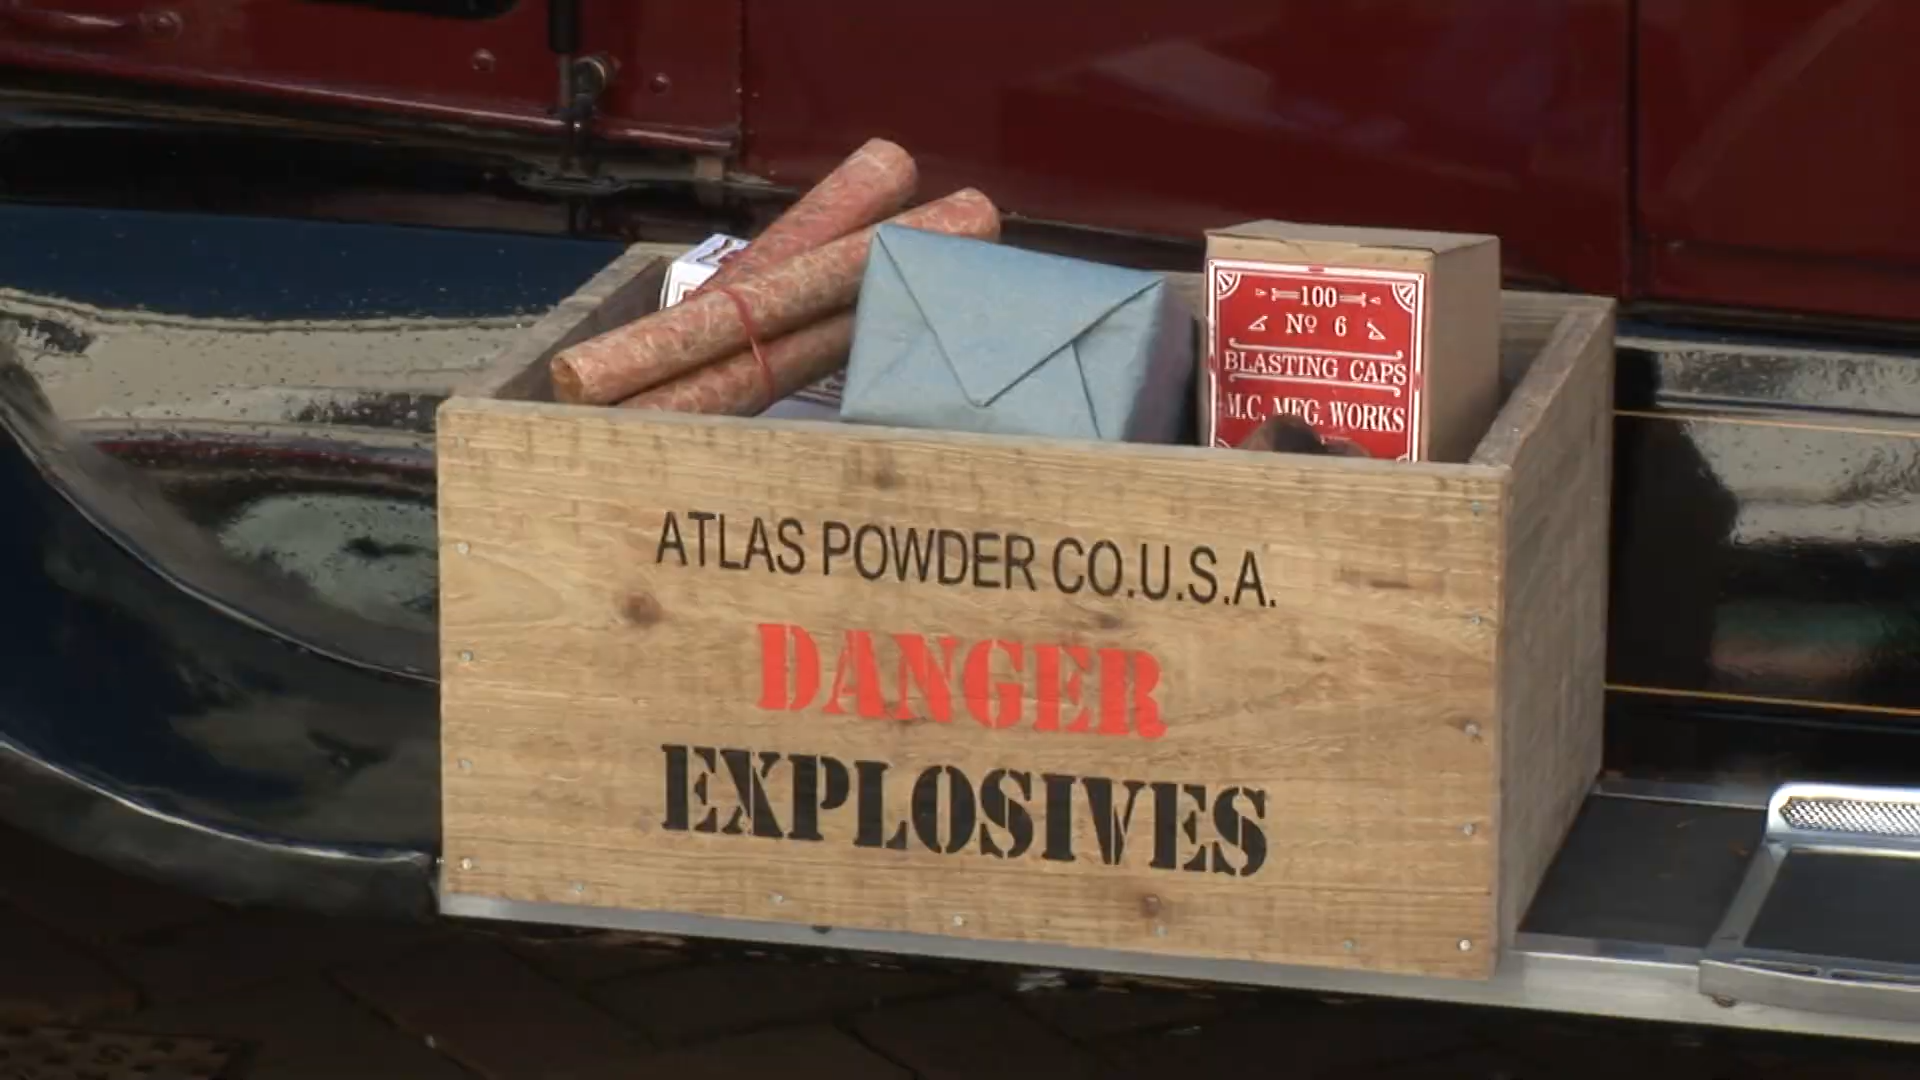 100
Nº 6
BLASTING CAPS
M.C. MFG. WORKS
ATLAS POWDER CO.U.S.A.
DANGER
EXPLOSIVES